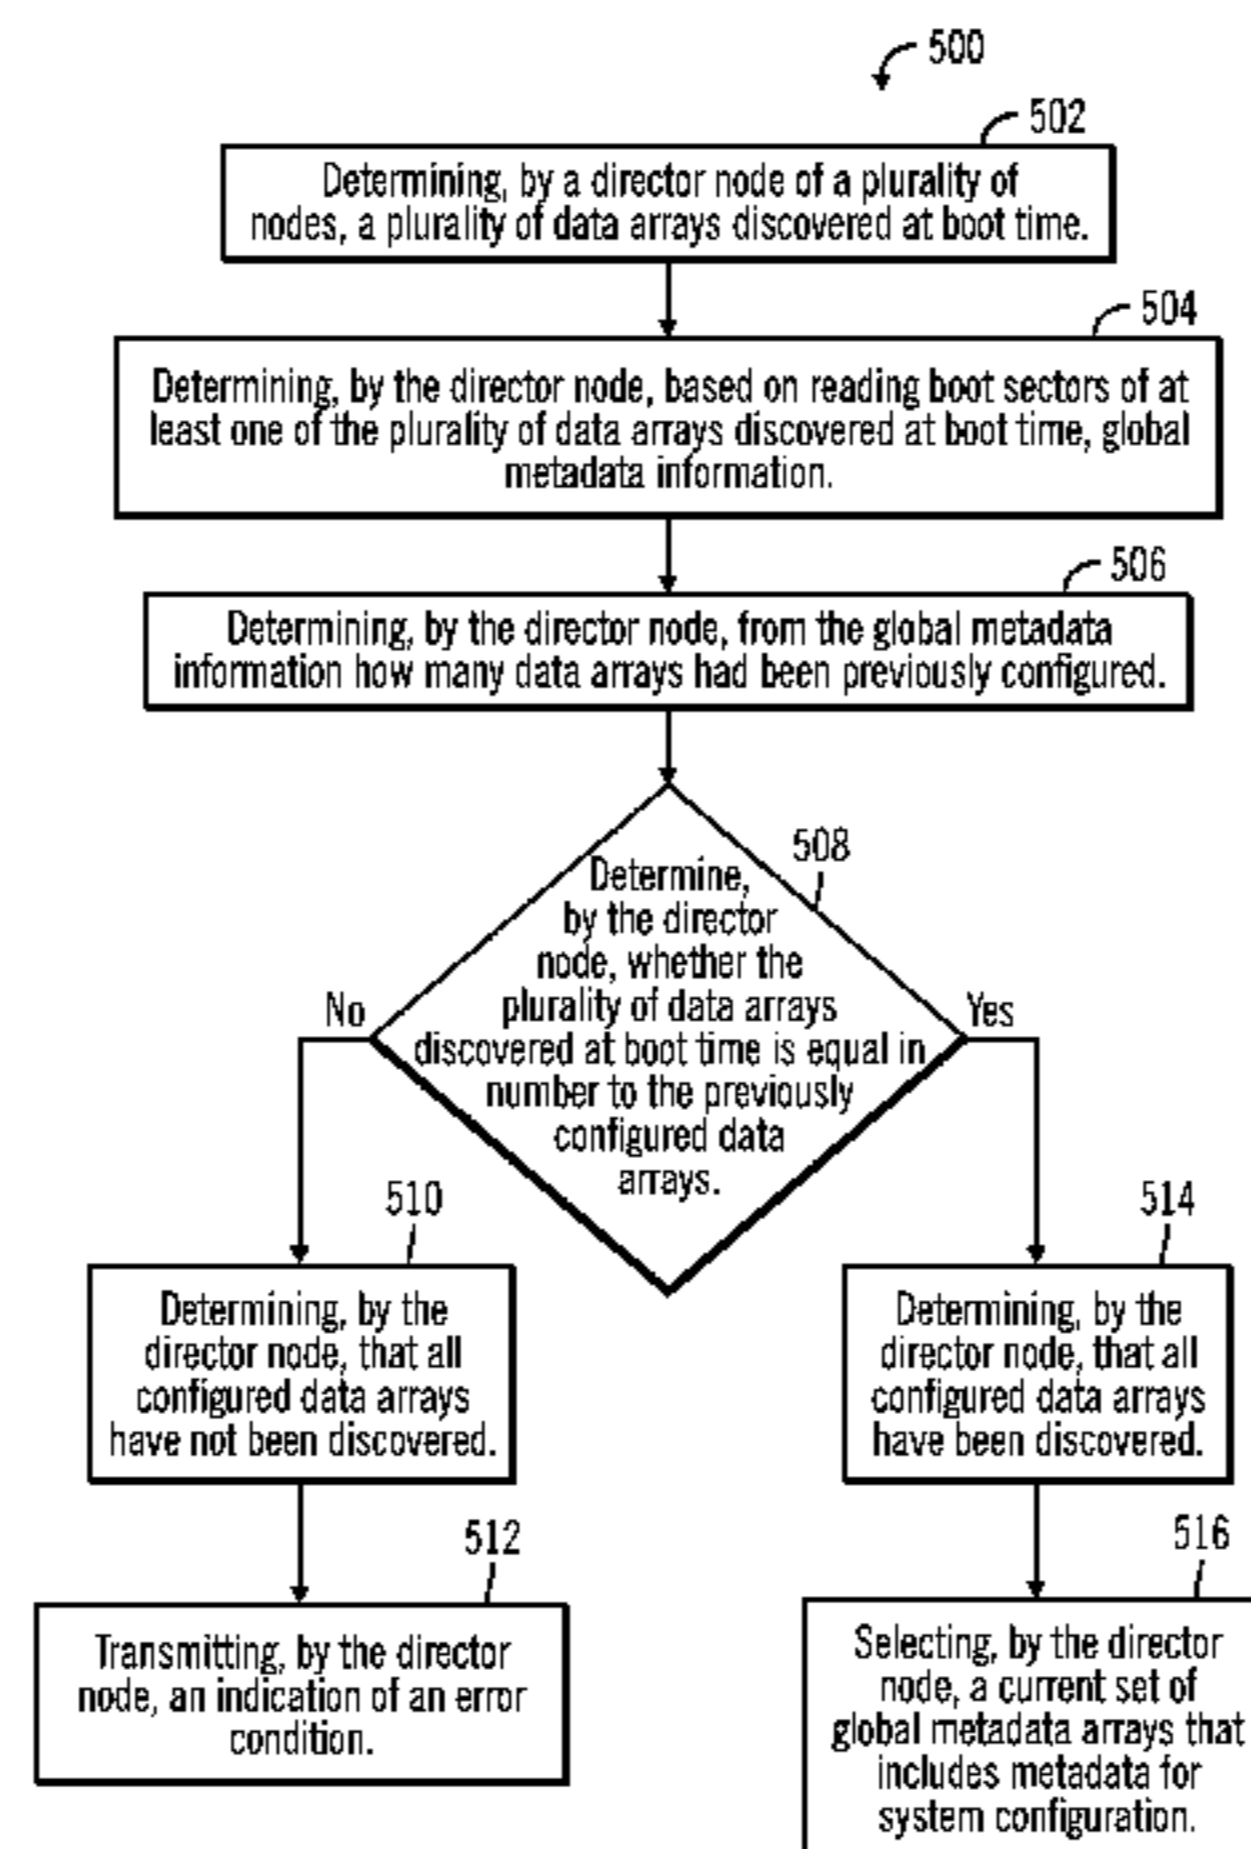 500
502
Determining, by a director node of a plurality of
nodes, a plurality of data arrays discovered at boot time.
504
Determining, by the director node, based on reading boot sectors of at
least one of the plurality of data arrays discovered at boot time, global
metadata information.
506
Determining, by the director node, from the global metadata
information how many data arrays had been previously configured.
508
Determine,
by the director
node, whether the
plurality of data arrays
discovered at boot time is equal in
number to the previously
configured data
arrays.
No
Yes
510
Determining, by the
director node, that all
configured data arrays
have not been discovered.
514
Determining, by the
director node, that all
configured data arrays
have been discovered.
512
Transmitting, by the director
node, an indication of an error
condition.
516
Selecting, by the director
node, a current set of
global metadata arrays that
includes metadata for
system configuration.